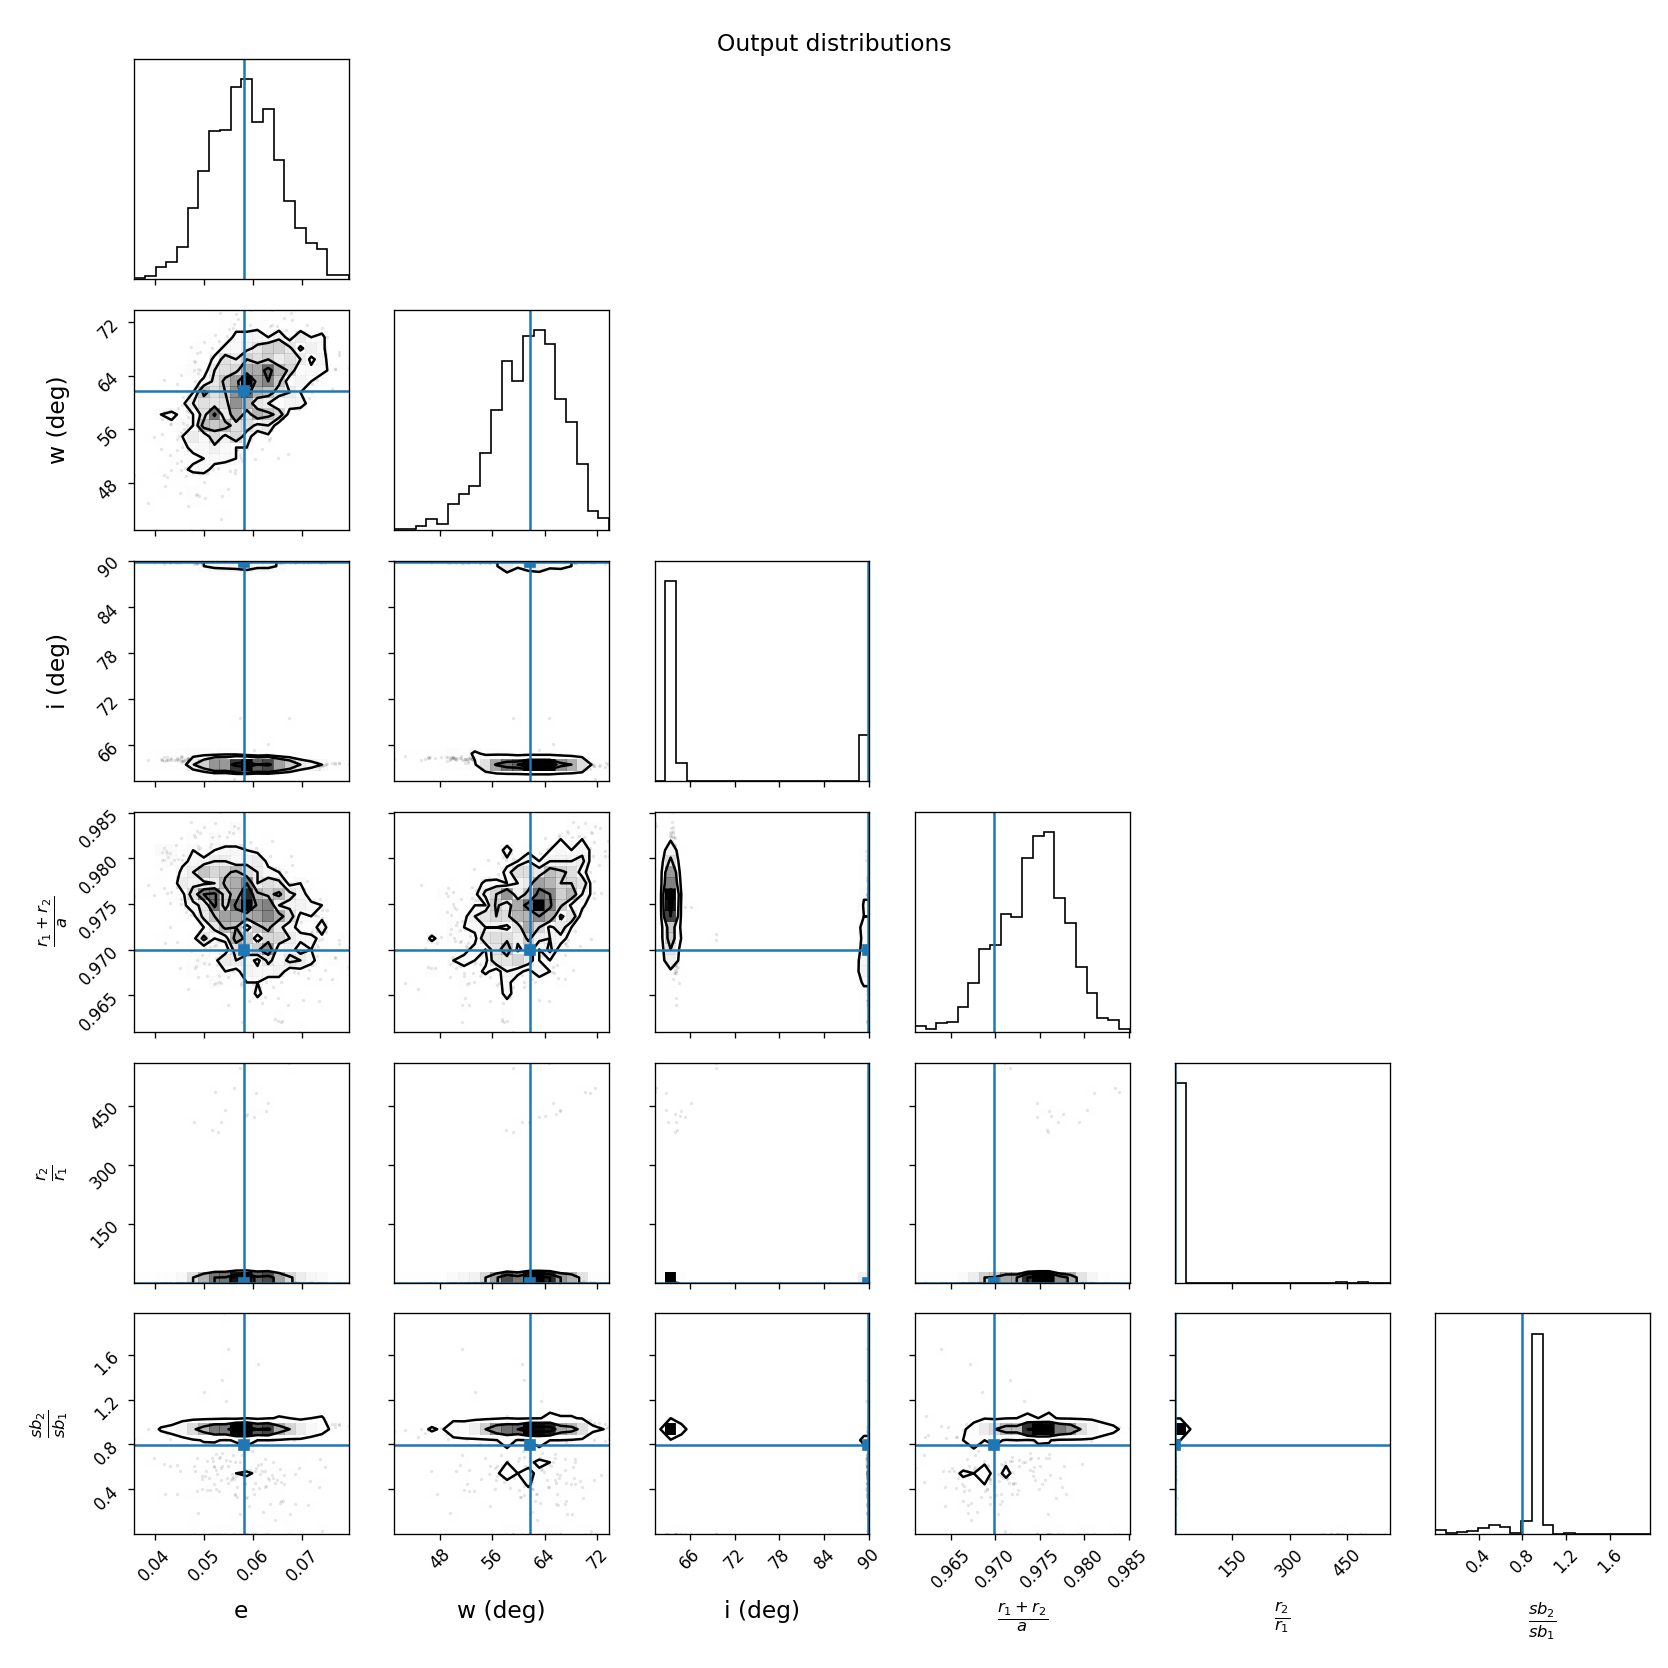 Output distributions
w (deg)
72
64
56
48
i (deg)
90
84
78
72
66
r₁ + r₂
a
0.985
0.980
0.975
0.970
0.965
r₂
r₁
450
300
150
sb₂
sb₁
1.6
1.2
0.8
0.4
0.04 0.05 0.06 0.07 48 56 64 72 66 72 78 84 90 0.965 0.970 0.975 0.980 0.985 150 300 450 0.4 0.8 1.2 1.6
e w (deg) i (deg) r₁ + r₂ r₂ sb₂
a r₁ sb₁